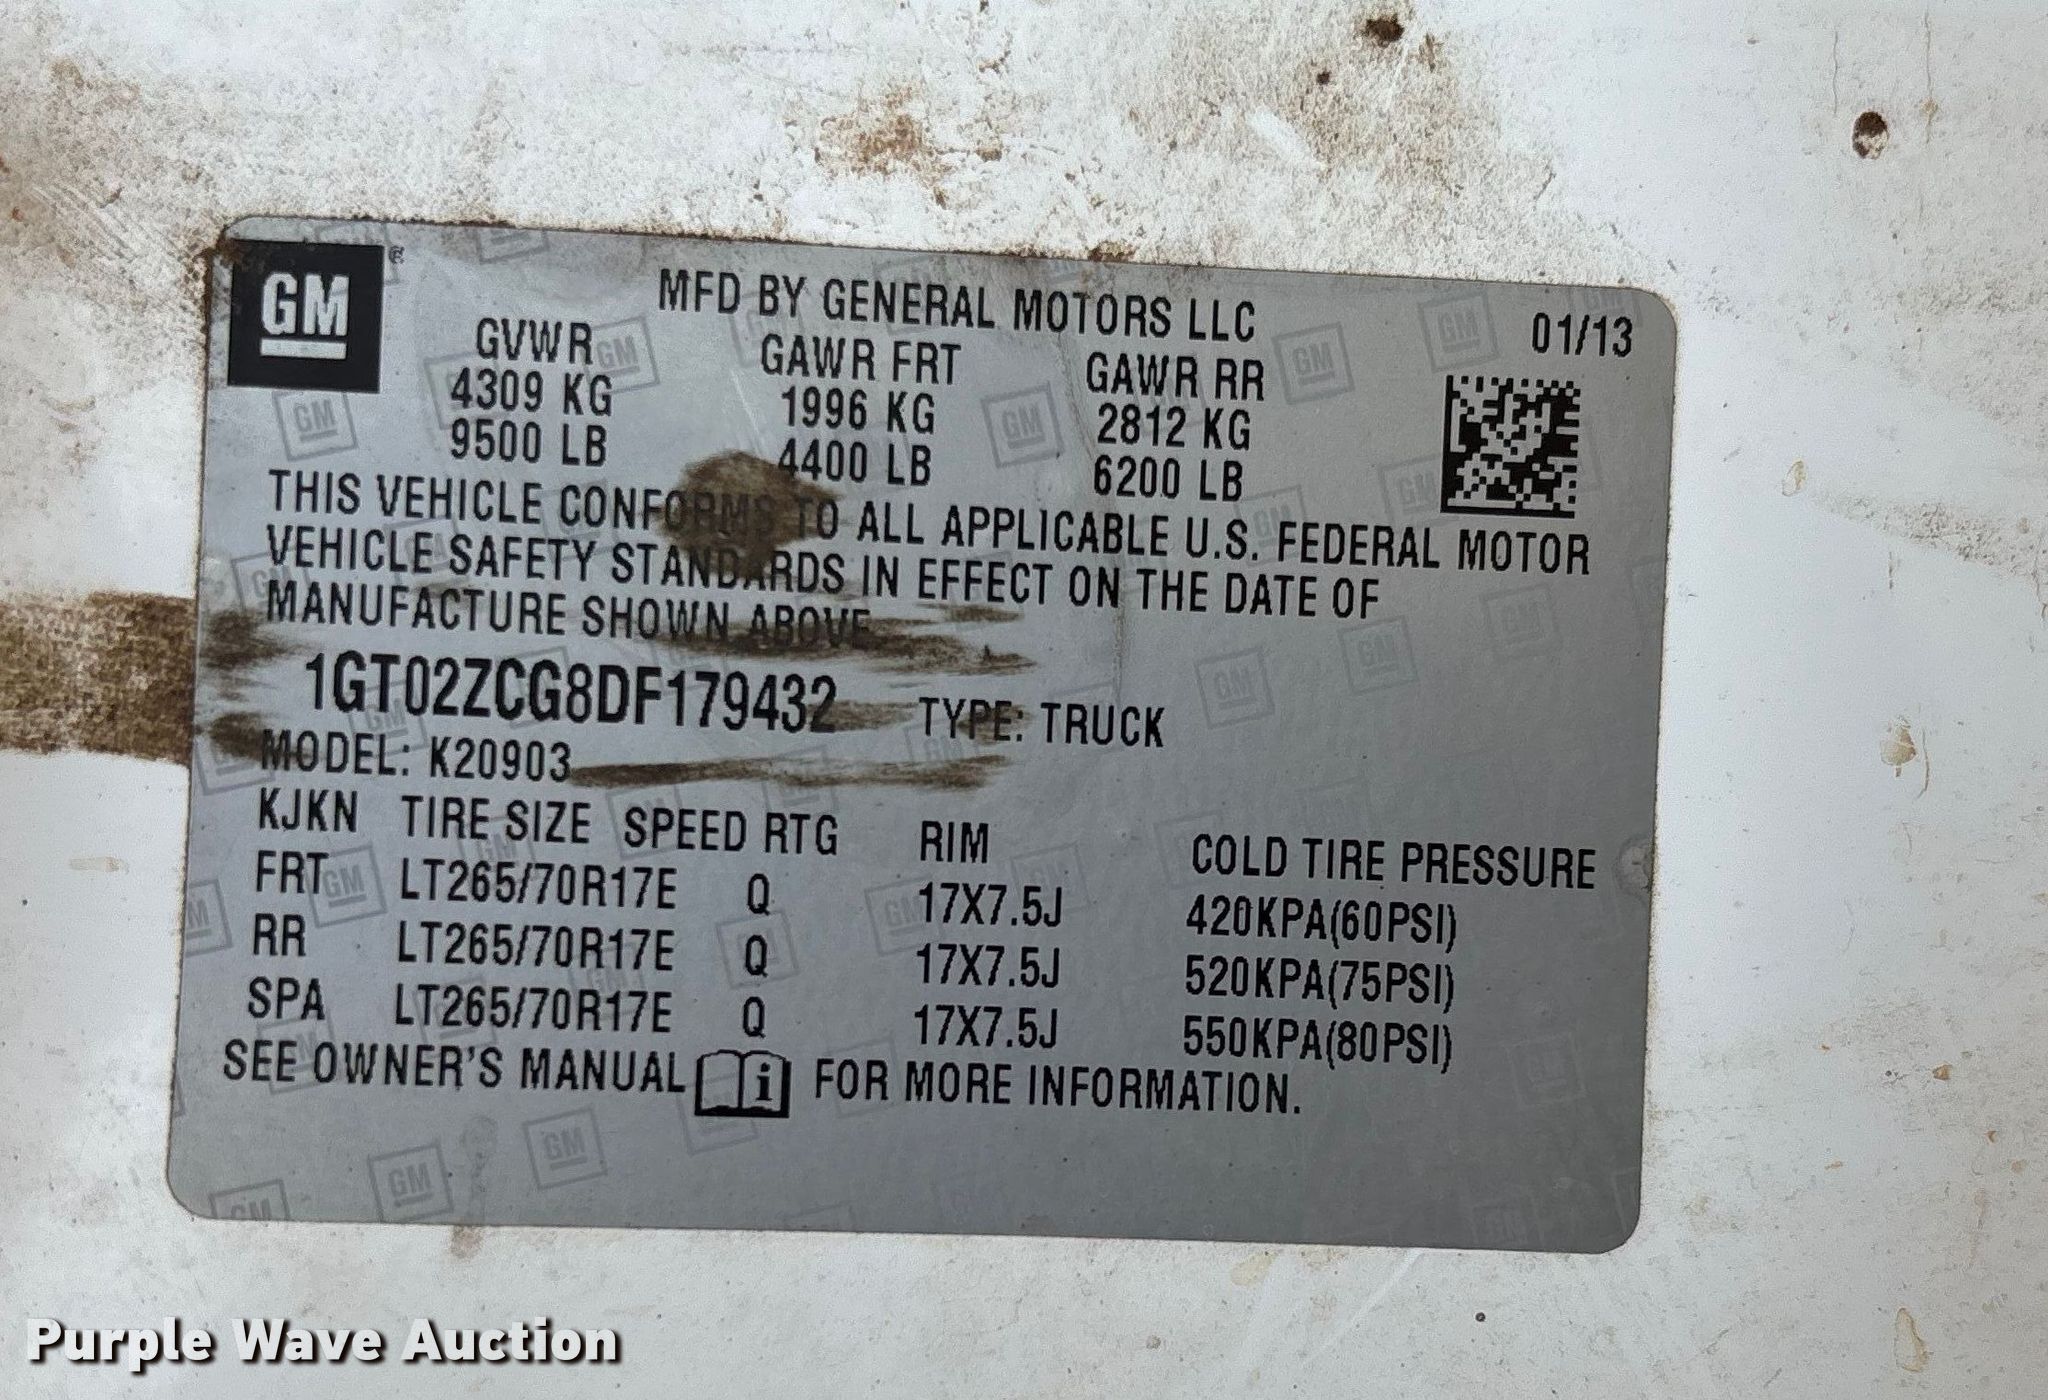 GM
MFD BY GENERAL MOTORS LLC
01/13
GVWR GAWR FRT GAWR RR
4309 KG 1996 KG 2812 KG
9500 LB 4400 LB 6200 LB
THIS VEHICLE CONFORMS TO ALL APPLICABLE U.S. FEDERAL MOTOR
VEHICLE SAFETY STANDARDS IN EFFECT ON THE DATE OF
MANUFACTURE SHOWN ABOVE
1GT02ZCG8DF179432 TYPE: TRUCK
MODEL: K20903
KJKN TIRE SIZE SPEED RTG RIM COLD TIRE PRESSURE
FRT LT265/70R17E Q 17X7.5J 420KPA(60PSI)
RR LT265/70R17E Q 17X7.5J 520KPA(75PSI)
SPA LT265/70R17E Q 17X7.5J 550KPA(80PSI)
SEE OWNER'S MANUAL i FOR MORE INFORMATION.
Purple Wave Auction